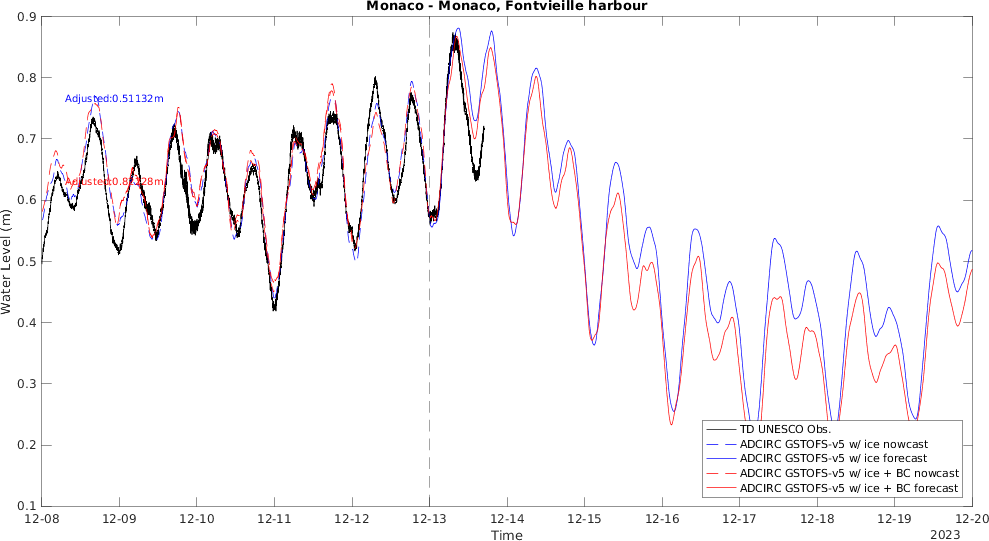 Monaco - Monaco, Fontvieille harbour
0.9
0.8
0.7
0.6
0.5
0.4
0.3
0.2
0.1
Water Level (m)
Adjusted:0.51132m
TD UNESCO Obs.
ADCIRC GSTOFS-v5 w/ ice nowcast
ADCIRC GSTOFS-v5 w/ ice forecast
ADCIRC GSTOFS-v5 w/ ice + BC nowcast
ADCIRC GSTOFS-v5 w/ ice + BC forecast
12-08 12-09 12-10 12-11 12-12 12-13 12-14 12-15 12-16 12-17 12-18 12-19 12-20
Time
2023